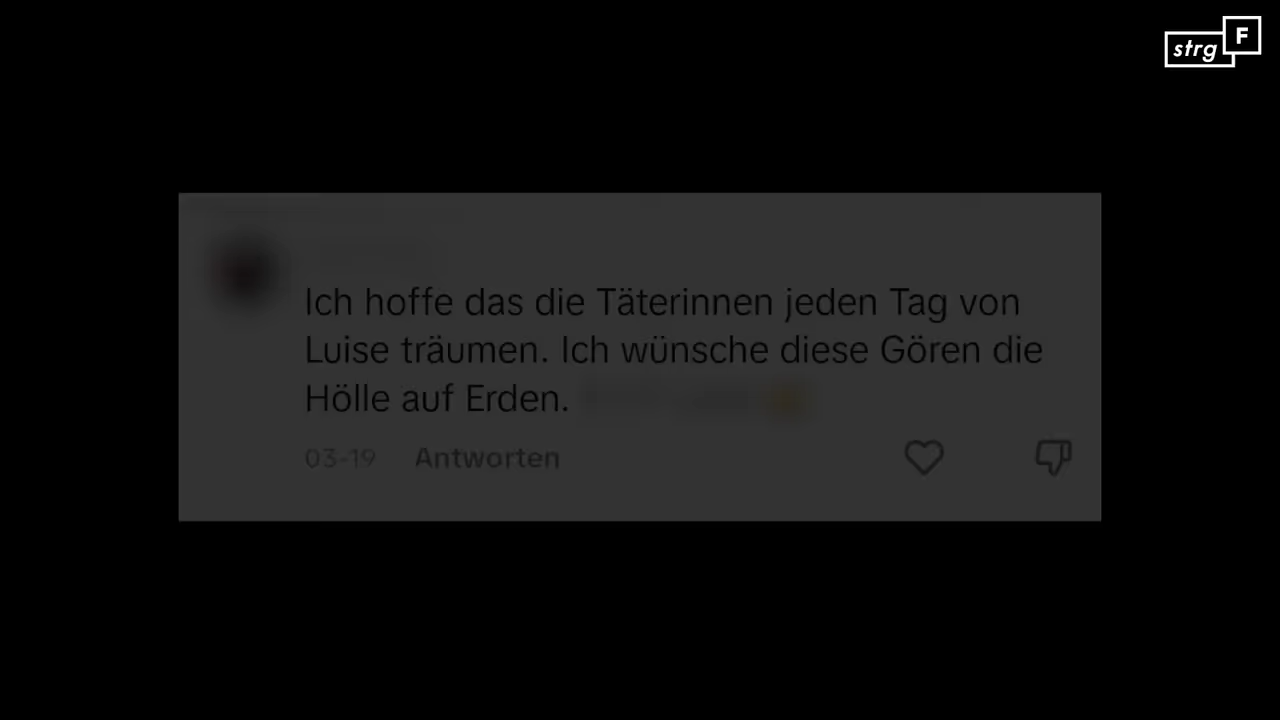 strg F
Ich hoffe das die Täterinnen jeden Tag von
Luise träumen. Ich wünsche diese Gören die
Hölle auf Erden.
03-19 Antworten